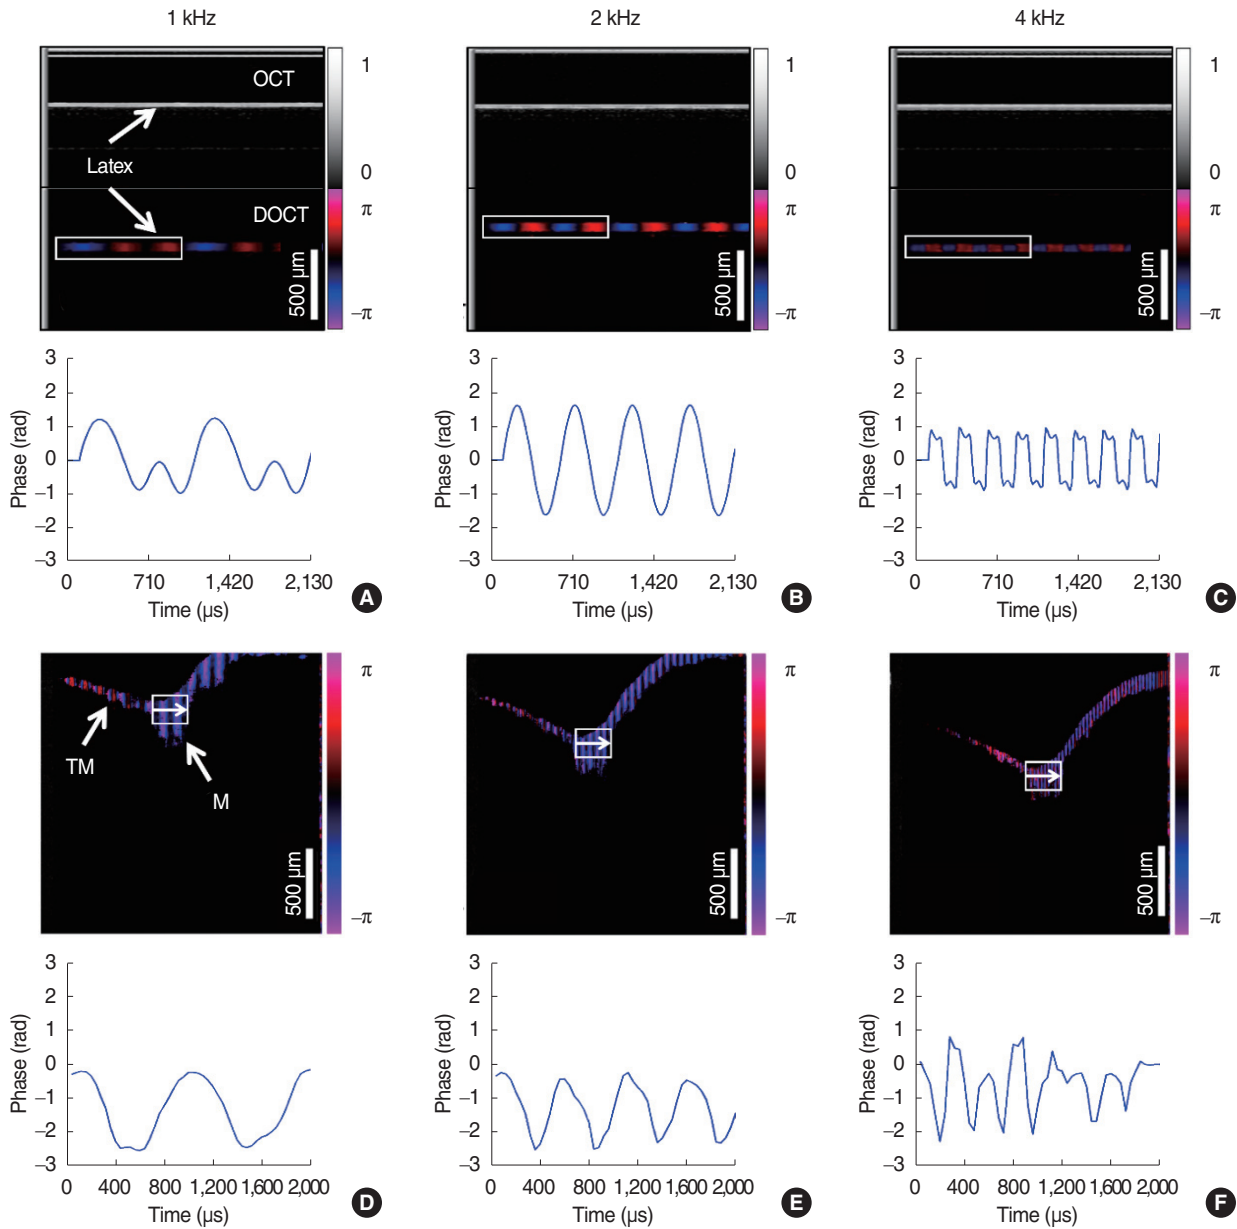 1 kHz
2 kHz
4 kHz
OCT
Latex
DOCT
500 µm
1
0
π
–π
500 µm
1
0
π
–π
500 µm
1
0
π
–π
Phase (rad)
3
2
1
0
–1
–2
–3
0 710 1,420 2,130
Time (µs)
A
Phase (rad)
3
2
1
0
–1
–2
–3
0 710 1,420 2,130
Time (µs)
B
Phase (rad)
3
2
1
0
–1
–2
–3
0 710 1,420 2,130
Time (µs)
C
TM
M
500 µm
π
–π
500 µm
π
–π
500 µm
π
–π
Phase (rad)
3
2
1
0
–1
–2
–3
0 400 800 1,200 1,600 2,000
Time (µs)
D
Phase (rad)
3
2
1
0
–1
–2
–3
0 400 800 1,200 1,600 2,000
Time (µs)
E
Phase (rad)
3
2
1
0
–1
–2
–3
0 400 800 1,200 1,600 2,000
Time (µs)
F